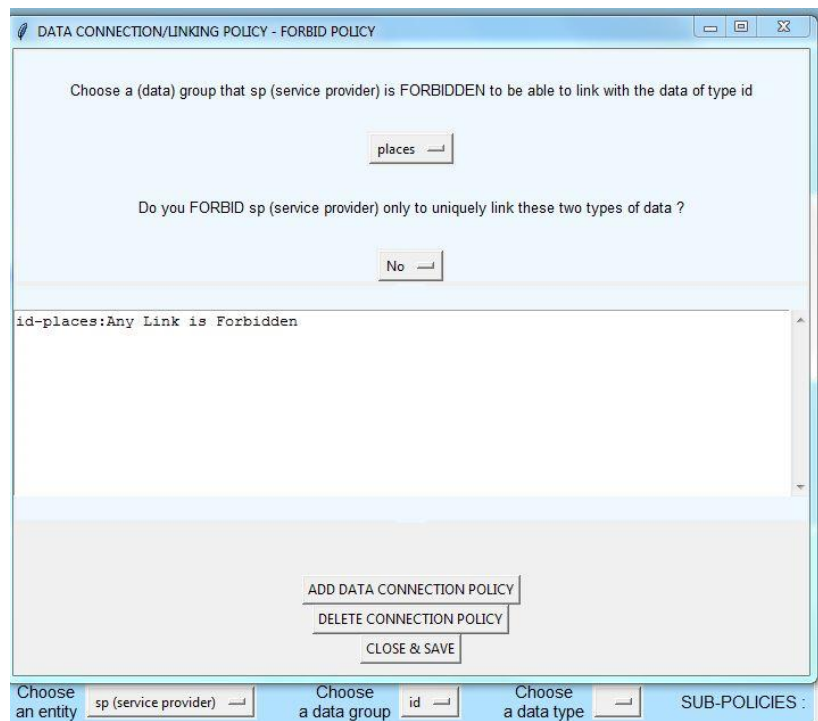 DATA CONNECTION/LINKING POLICY - FORBID POLICY
Choose a (data) group that sp (service provider) is FORBIDDEN to be able to link with the data of type id
places
Do you FORBID sp (service provider) only to uniquely link these two types of data ?
No
id-places:Any Link is Forbidden
ADD DATA CONNECTION POLICY
DELETE CONNECTION POLICY
CLOSE & SAVE
Choose an entity
sp (service provider)
Choose a data group
id
Choose a data type
SUB-POLICIES :